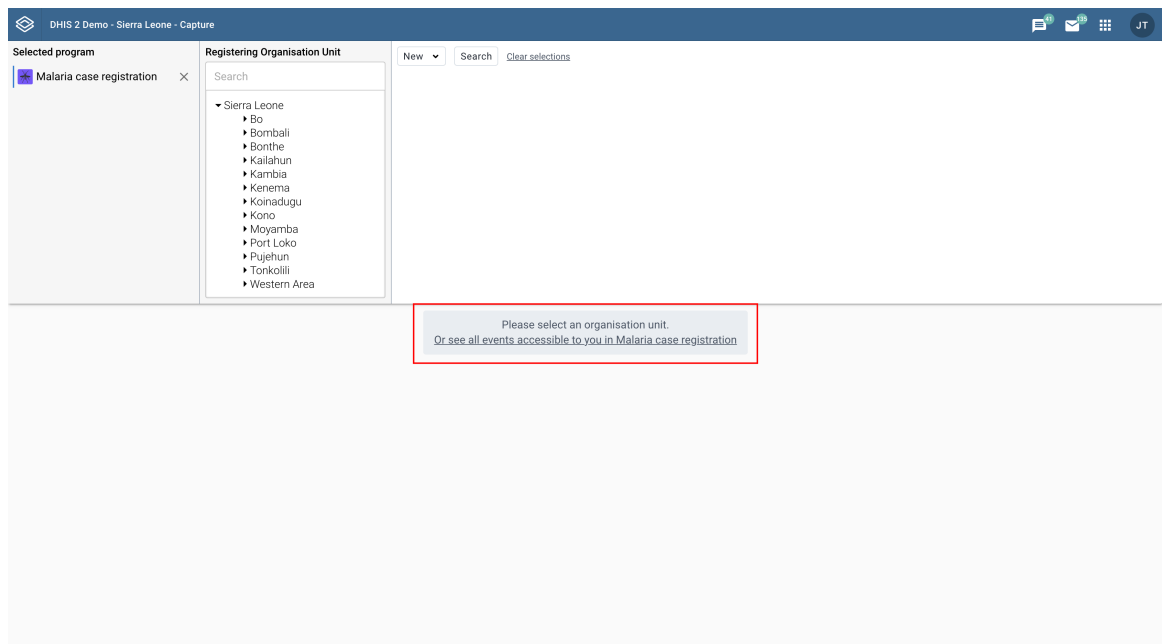 DHIS 2 Demo - Sierra Leone - Capture
41
135
JT
Selected program
Malaria case registration
Registering Organisation Unit
Search
Sierra Leone
Bo
Bombali
Bonthe
Kailahun
Kambia
Kenema
Koinadugu
Kono
Moyamba
Port Loko
Pujehun
Tonkolili
Western Area
New
Search
Clear selections
Please select an organisation unit.
Or see all events accessible to you in Malaria case registration